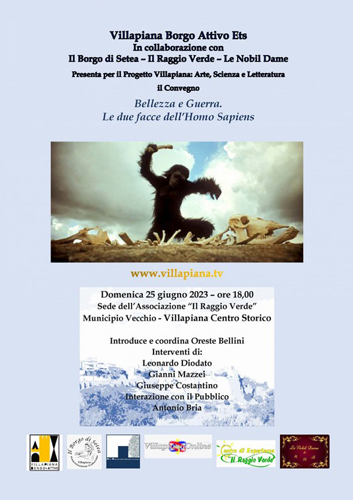 Villapiana Borgo Attivo Ets
In collaborazione con
Il Borgo di Setea – Il Raggio Verde – Le Nobil Dame
Presenta per il Progetto Villapiana: Arte, Scienza e Letteratura
il Convegno
Bellezza e Guerra.
Le due facce dell'Homo Sapiens
www.villapiana.tv
Domenica 25 giugno 2023 – ore 18,00
Sede dell'Associazione "Il Raggio Verde"
Municipio Vecchio - Villapiana Centro Storico
Introduce e coordina Oreste Bellini
Interventi di:
Leonardo Diodato
Gianni Mazzei
Giuseppe Costantino
Interazione con il Pubblico
Antonio Bria
VILLAPIANA
BORGO ATTIVO
Il Borgo di Setea
VillapianaOnline
Il Raggio Verde
Le Nobil Dame